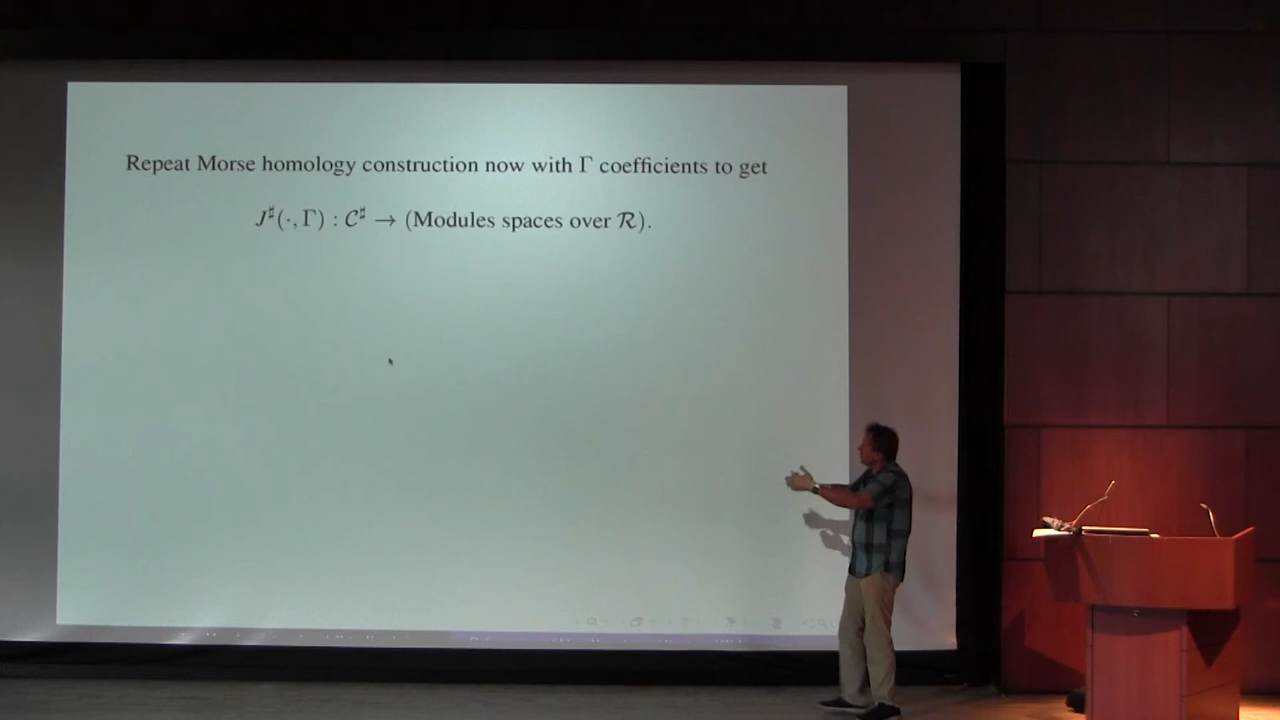 Repeat Morse homology construction now with Γ coefficients to get
J♯(·, Γ) : 𝒞♯ → (Modules spaces over ℛ).